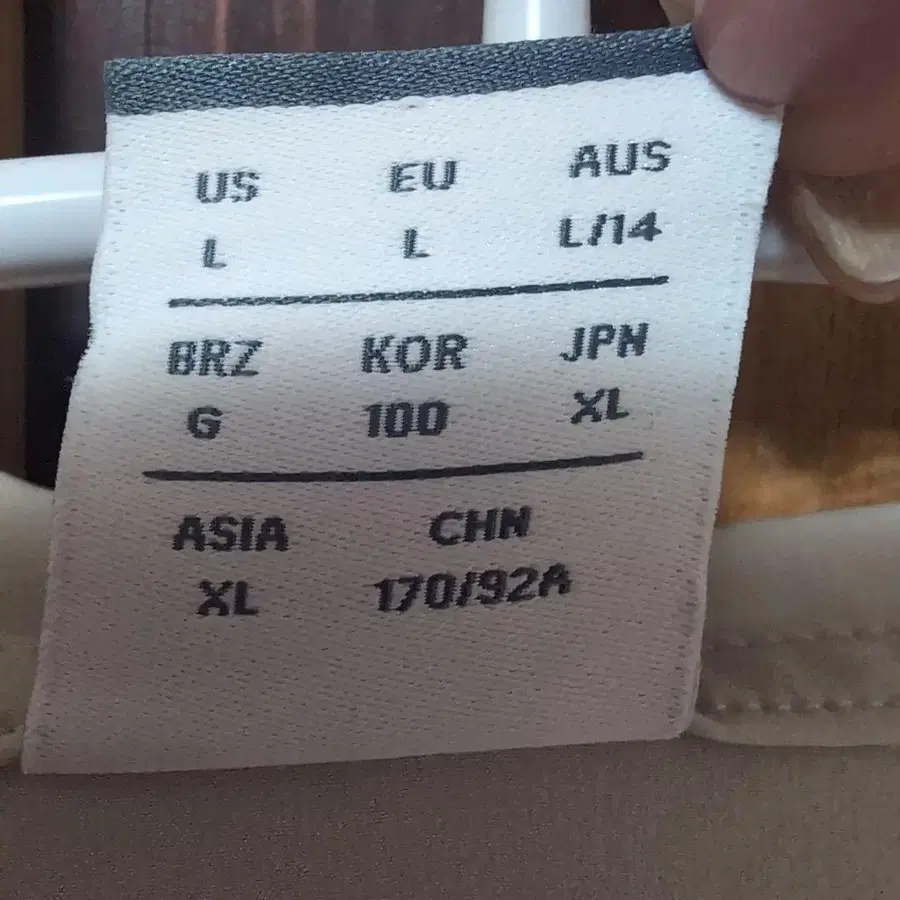 US EU AUS
L L L/14
BRZ KOR JPN
G 100 XL
ASIA CHN
XL 170/92A